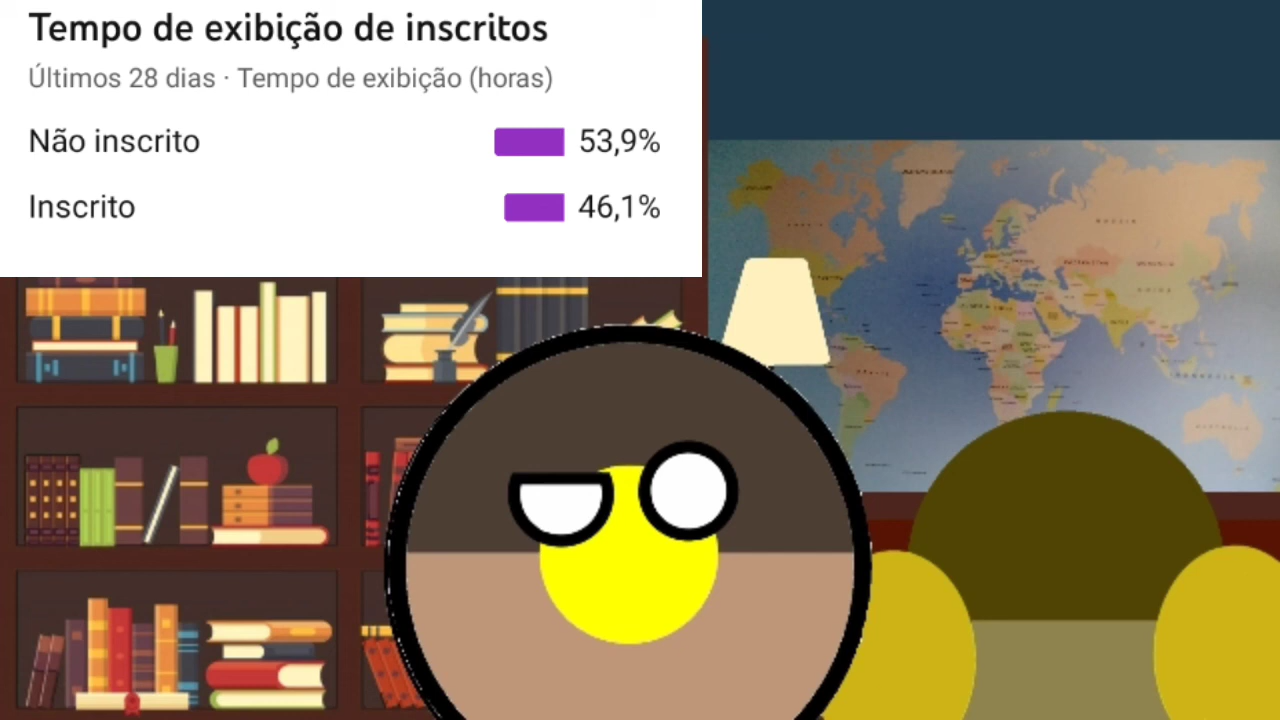 Tempo de exibição de inscritos
Últimos 28 dias · Tempo de exibição (horas)
Não inscrito 53,9%
Inscrito 46,1%